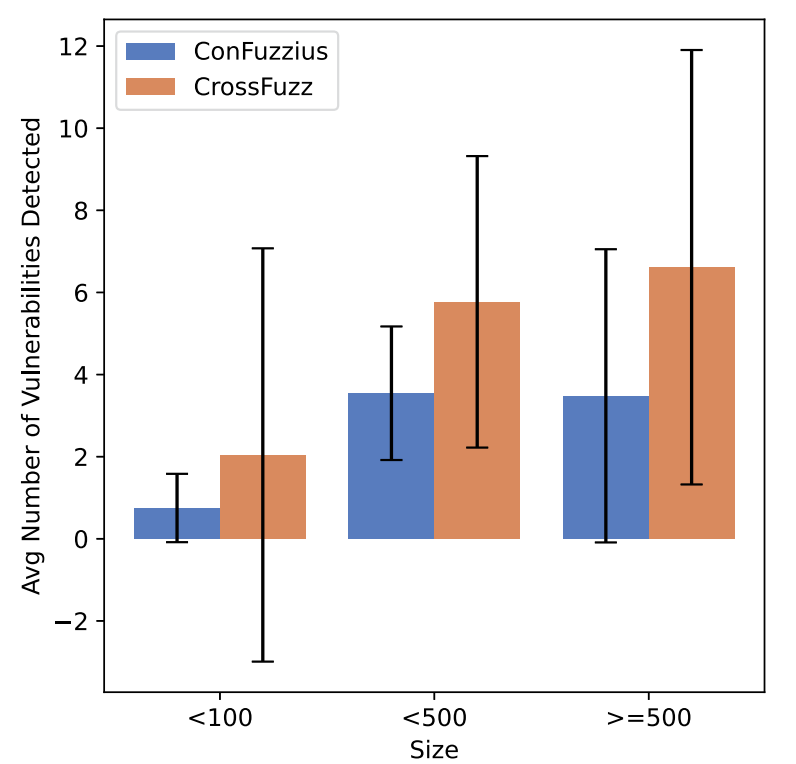 ConFuzzius
CrossFuzz
Avg Number of Vulnerabilities Detected
12
10
8
6
4
2
0
−2
<100
<500
>=500
Size